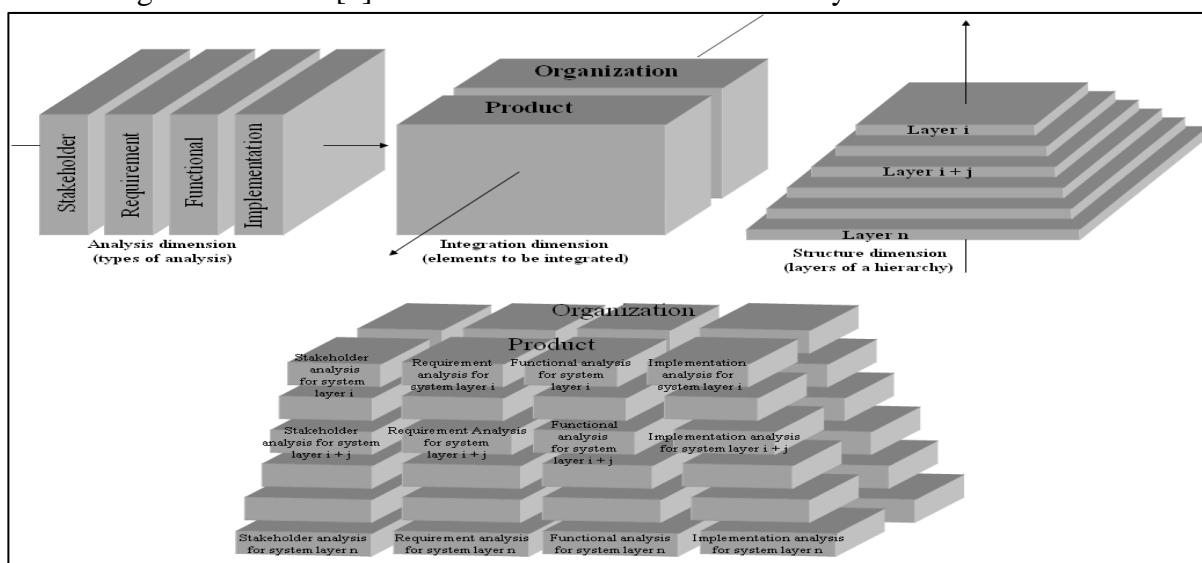 Stakeholder
Requirement
Functional
Implementation
Analysis dimension
(types of analysis)
Organization
Product
Integration dimension
(elements to be integrated)
Layer i
Layer i + j
Layer n
Structure dimension
(layers of a hierarchy)
Organization
Product
Stakeholder
analysis
for system
layer i
Requirement
analysis for
system layer i
Functional analysis
for system
layer i
Implementation
analysis for
system layer i
Stakeholder
analysis for system
layer i + j
Requirement Analysis
for system
layer i + j
Functional
analysis
for system
layer i + j
Implementation analysis
for system layer i + j
Stakeholder analysis
for system layer n
Requirement analysis
for system layer n
Functional analysis
for system layer n
Implementation analysis
for system layer n